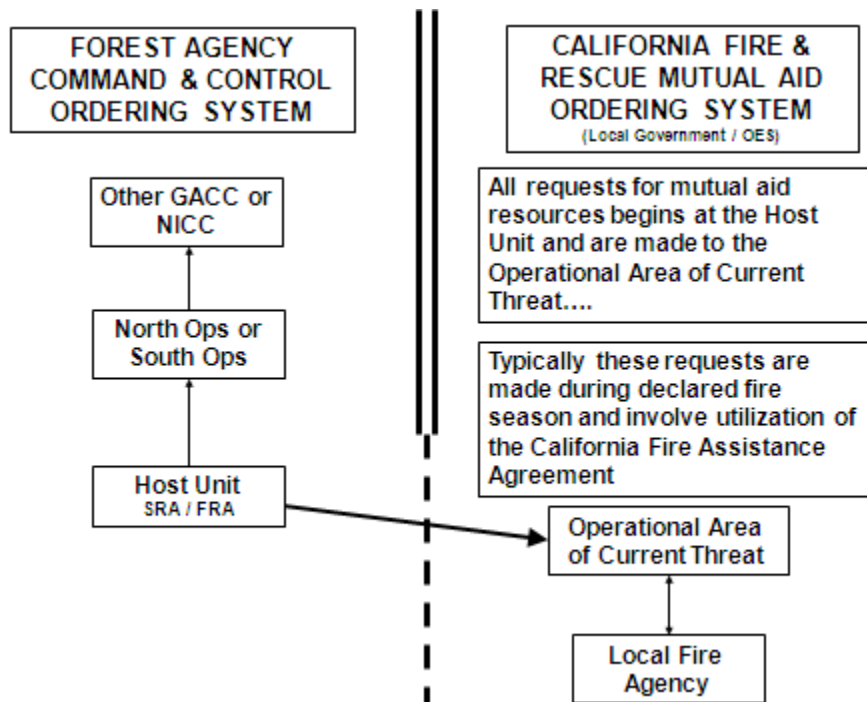 FOREST AGENCY
COMMAND & CONTROL
ORDERING SYSTEM
Other GACC or
NICC
North Ops or
South Ops
Host Unit
SRA / FRA
CALIFORNIA FIRE &
RESCUE MUTUAL AID
ORDERING SYSTEM
(Local Government / OES)
All requests for mutual aid
resources begins at the Host
Unit and are made to the
Operational Area of Current
Threat....
Typically these requests are
made during declared fire
season and involve utilization of
the California Fire Assistance
Agreement
Operational Area
of Current Threat
Local Fire
Agency